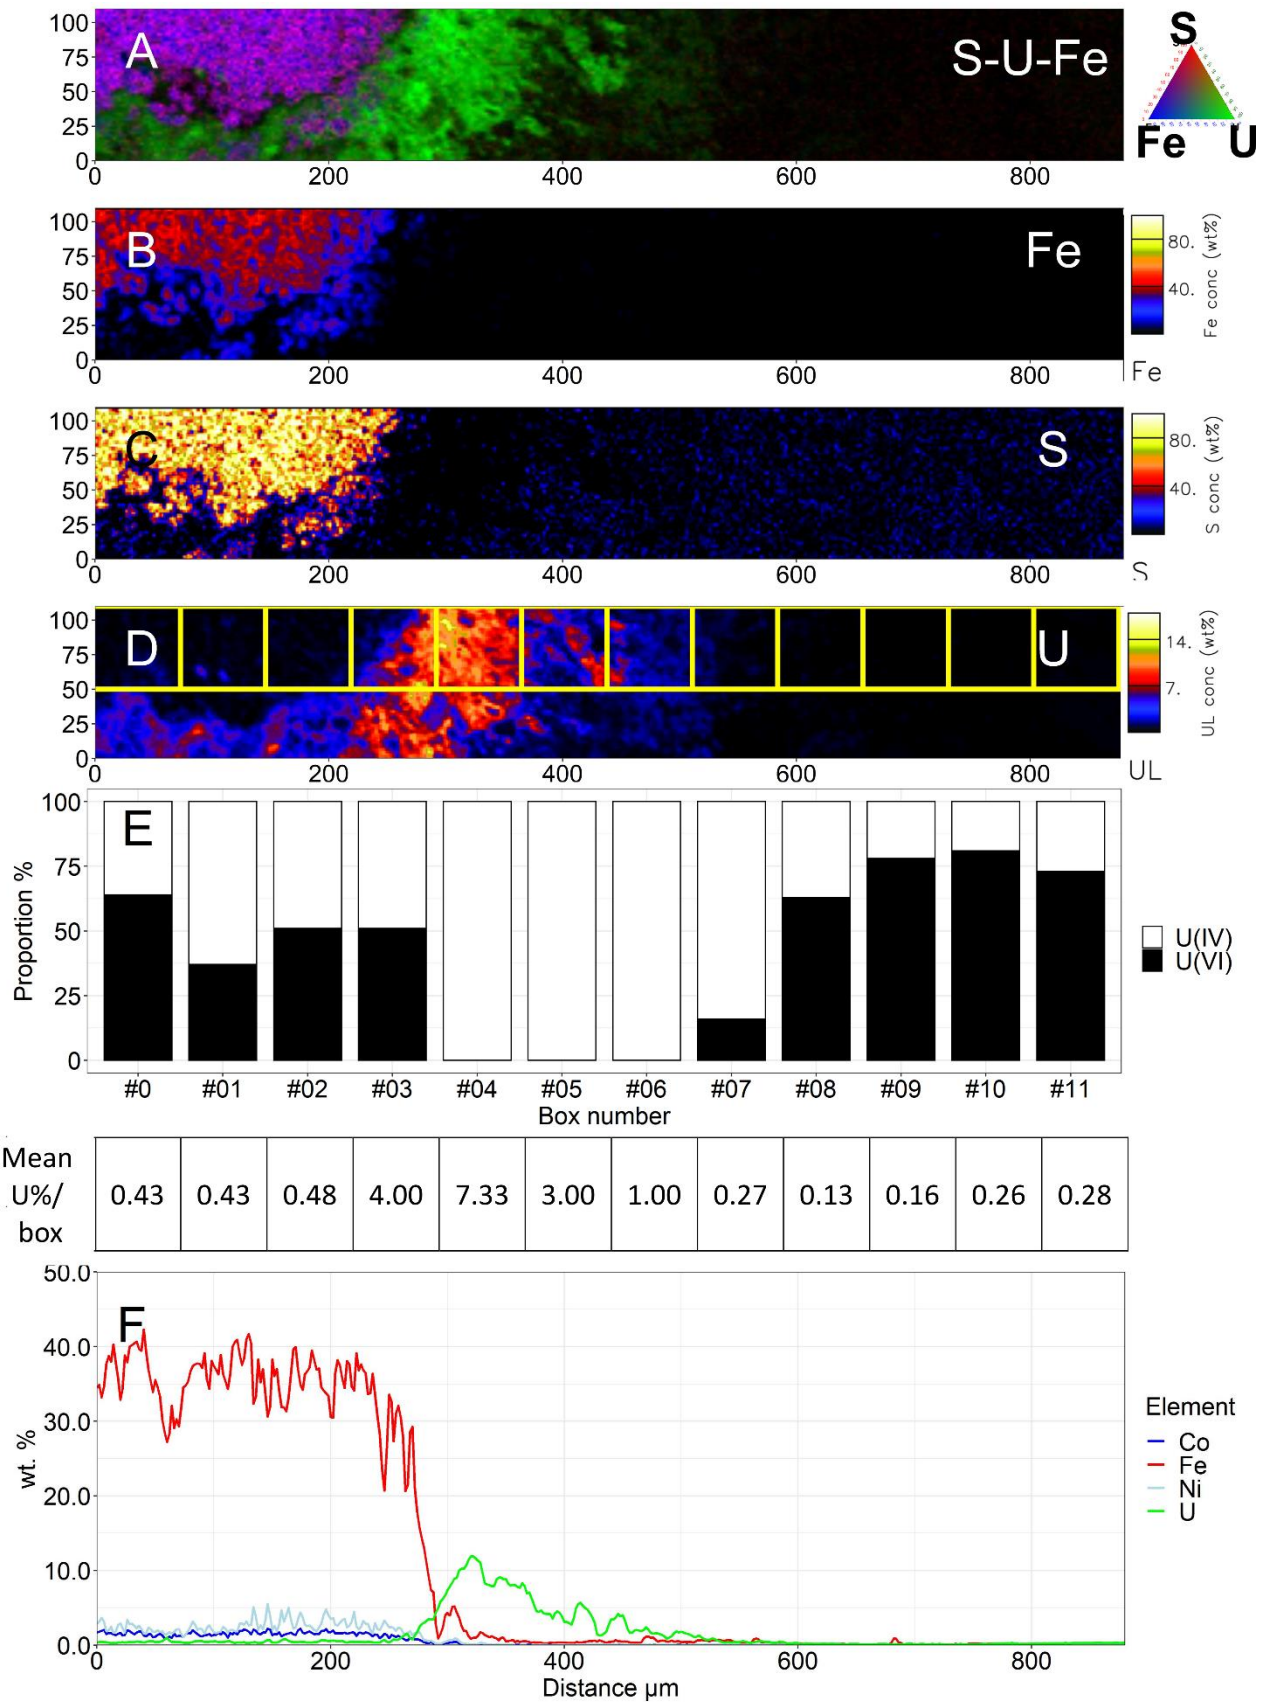 A
S-U-Fe
100
75
50
25
0
0 200 400 600 800
S
Fe U
B
Fe
100
75
50
25
0
0 200 400 600 800
80.
40.
Fe conc (wt%)
Fe
C
S
100
75
50
25
0
0 200 400 600 800
80.
40.
S conc (wt%)
S
D
U
100
75
50
25
0
0 200 400 600 800
14.
7.
UL conc (wt%)
UL
E
Proportion %
100
75
50
25
0
#0 #01 #02 #03 #04 #05 #06 #07 #08 #09 #10 #11
Box number
U(IV)
U(VI)
Mean
U%/
box
0.43 0.43 0.48 4.00 7.33 3.00 1.00 0.27 0.13 0.16 0.26 0.28
F
wt. %
50.0
40.0
30.0
20.0
10.0
0.0
0 200 400 600 800
Distance µm
Element
Co
Fe
Ni
U